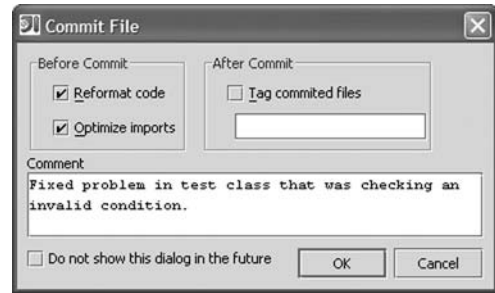 Commit File
Before Commit
Reformat code
Optimize imports
After Commit
Tag commited files
Comment
Fixed problem in test class that was checking an
invalid condition.
Do not show this dialog in the future
OK
Cancel